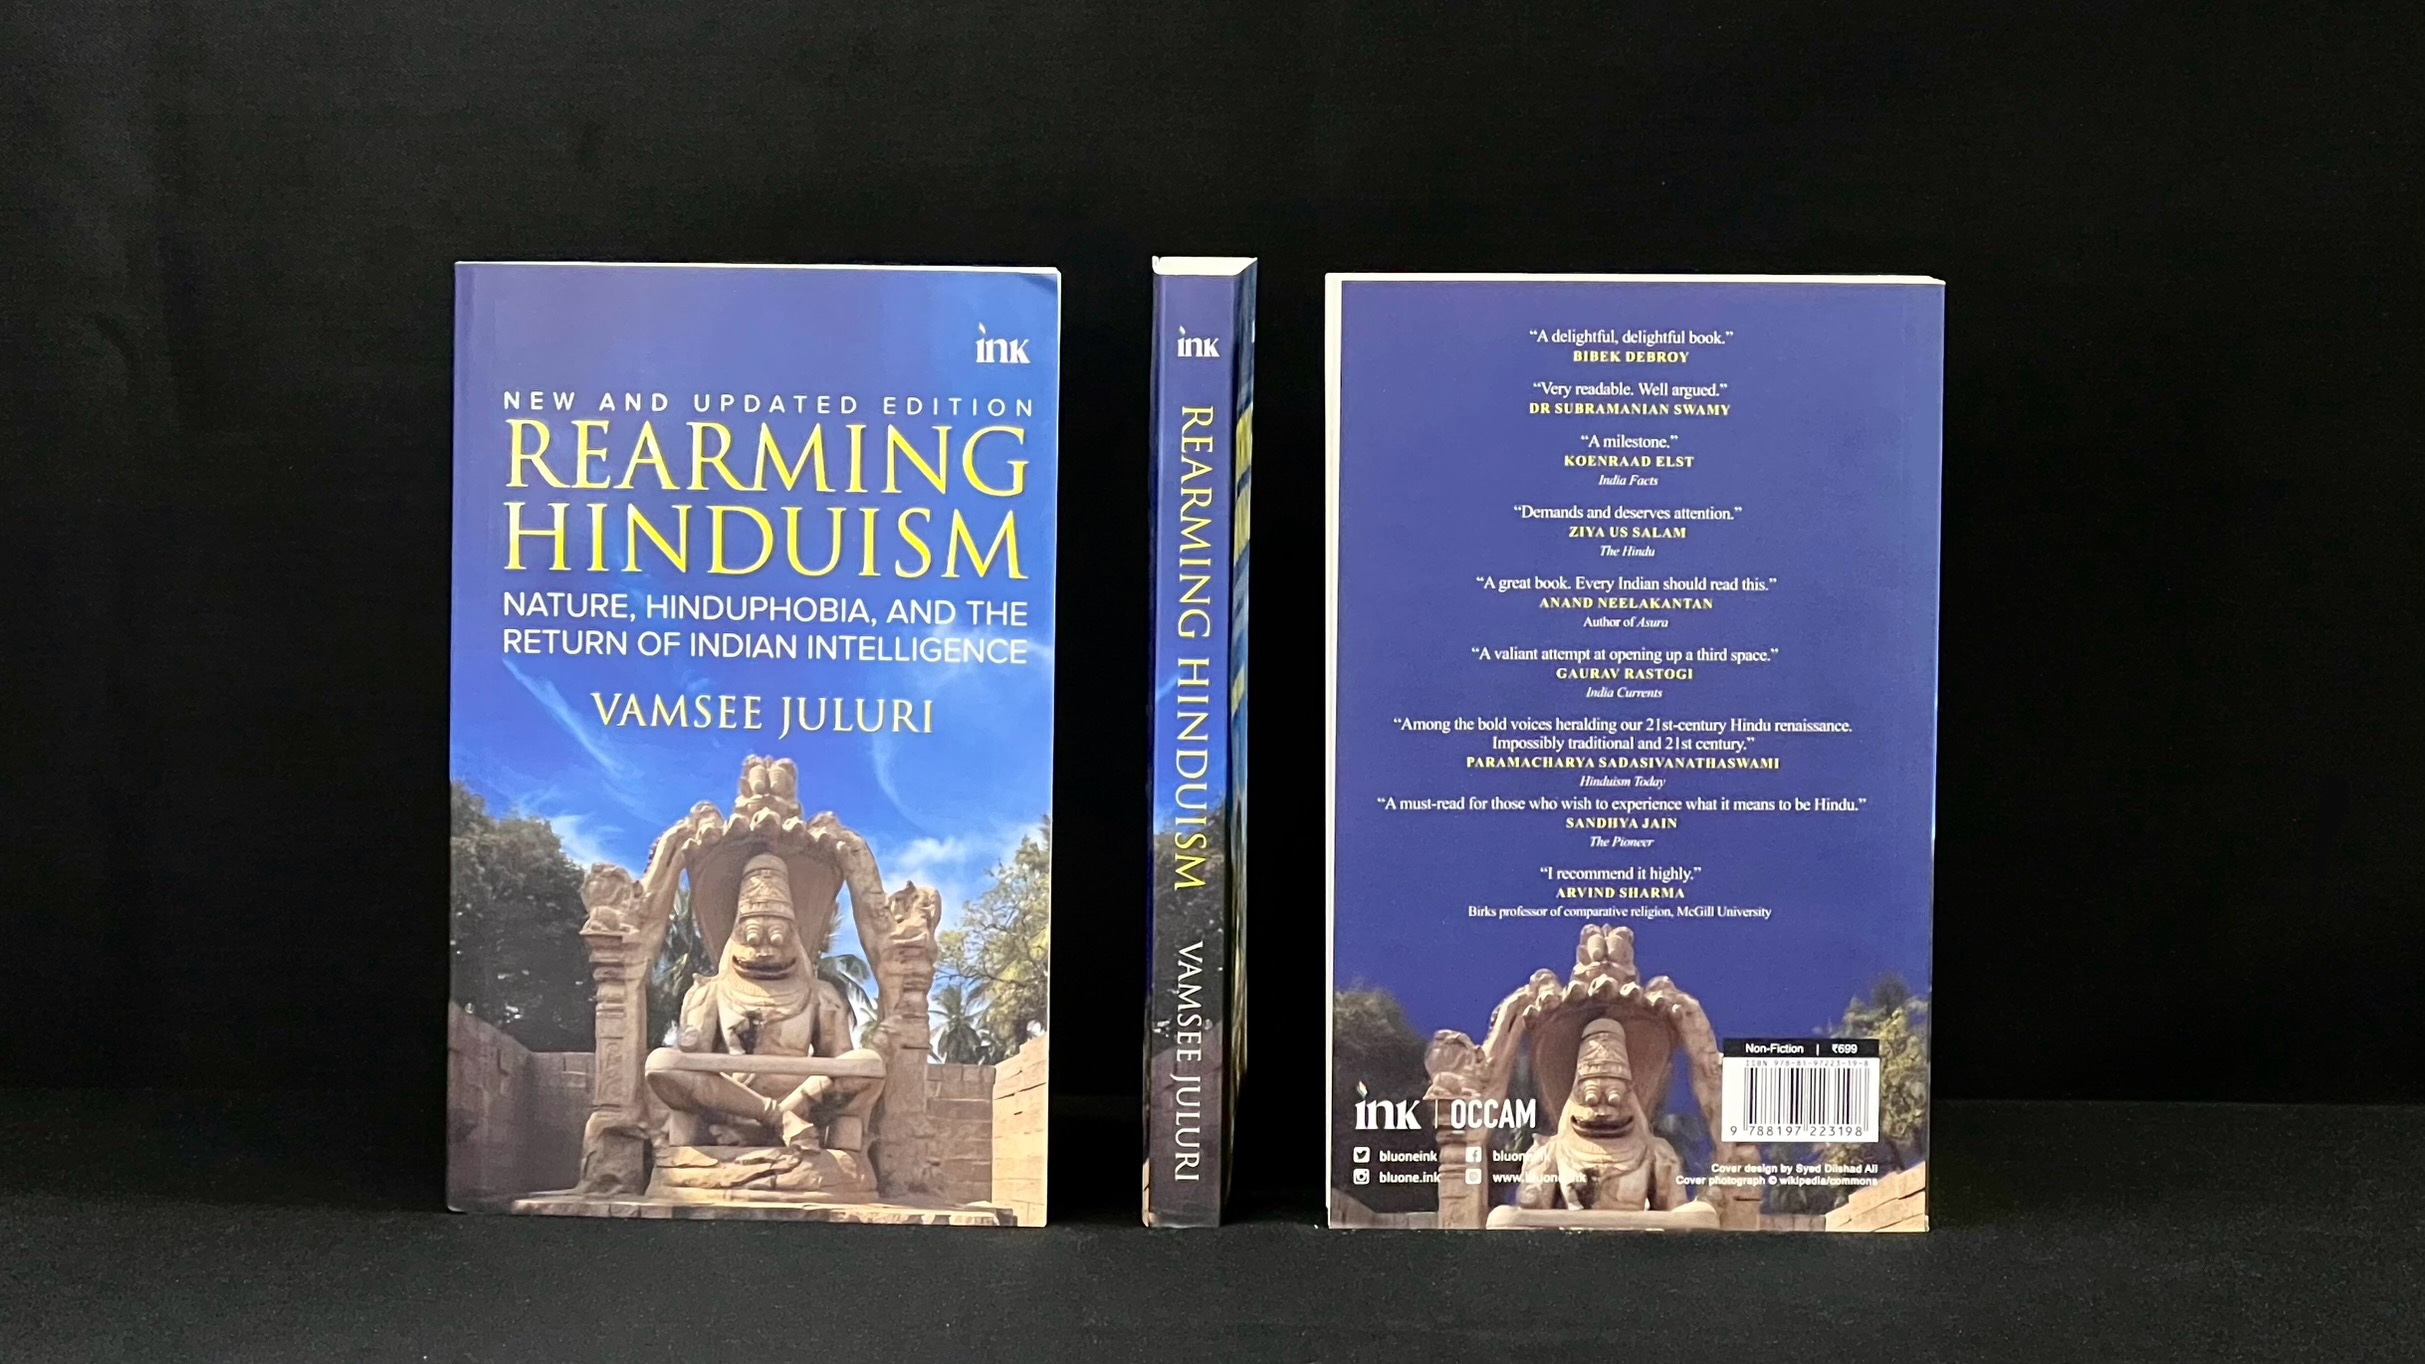 ink
NEW AND UPDATED EDITION
REARMING
HINDUISM
NATURE, HINDUPHOBIA, AND THE
RETURN OF INDIAN INTELLIGENCE
VAMSEE JULURI
ink
REARMING HINDUISM VAMSEE JULURI
“A delightful, delightful book.”
BIBEK DEBROY
“Very readable. Well argued.”
DR SUBRAMANIAN SWAMY
“A milestone.”
KOENRAAD ELST
India Facts
“Demands and deserves attention.”
ZIYA US SALAM
The Hindu
“A great book. Every Indian should read this.”
ANAND NEELAKANTAN
Author of Asura
“A valiant attempt at opening up a third space.”
GAURAV RASTOGI
India Currents
“Among the bold voices heralding our 21st-century Hindu renaissance.
Impossibly traditional and 21st century.”
PARAMACHARYA SADASIVANATHASWAMI
Hinduism Today
“A must-read for those who wish to experience what it means to be Hindu.”
SANDHYA JAIN
The Pioneer
“I recommend it highly.”
ARVIND SHARMA
Birks professor of comparative religion, McGill University
Non-Fiction | ₹699
ISBN 978-81-97223-19-8
9 788197 223198
ink | OCCAM
bluoneink
bluone.ink
Cover design by Syed Dilshad Ali
Cover photograph © wikipedia/commons